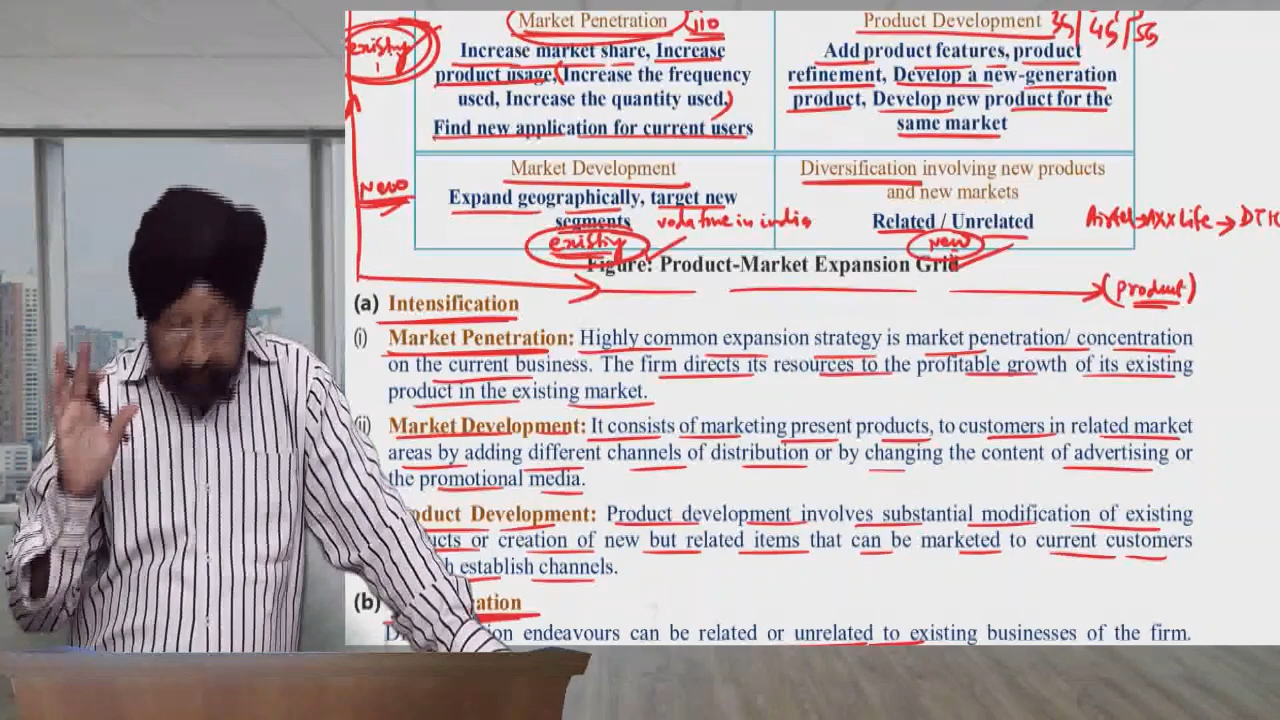 Market Penetration
110
Product Development
3G/ 4G/ 5G
existing
Increase market share, Increase
product usage, (Increase the frequency
used, Increase the quantity used,)
Find new application for current users
Add product features, product
refinement, Develop a new-generation
product, Develop new product for the
same market
New
Market Development
Expand geographically, target new
segments
vodafone in india
existing
Diversification involving new products
and new markets
Related / Unrelated
new
Figure: Product-Market Expansion Grid
(product)
(a) Intensification
(i) Market Penetration: Highly common expansion strategy is market penetration/ concentration
on the current business. The firm directs its resources to the profitable growth of its existing
product in the existing market.
(ii) Market Development: It consists of marketing present products, to customers in related market
areas by adding different channels of distribution or by changing the content of advertising or
the promotional media.
oduct Development: Product development involves substantial modification of existing
ucts or creation of new but related items that can be marketed to current customers
h establish channels.
(b) ation
D on endeavours can be related or unrelated to existing businesses of the firm.